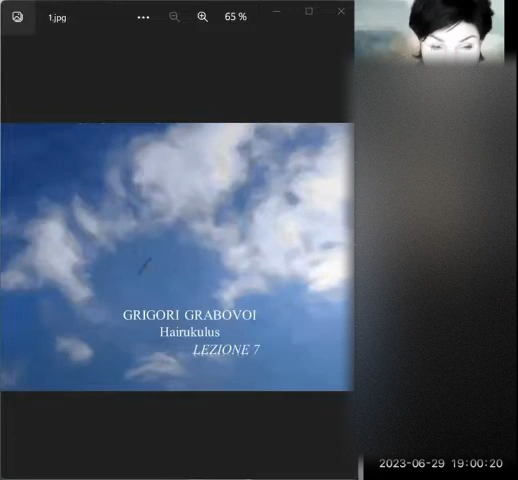 1.jpg
65 %
GRIGORI GRABOVOI
Hairukulus
LEZIONE 7
2023-06-29 19:00:20